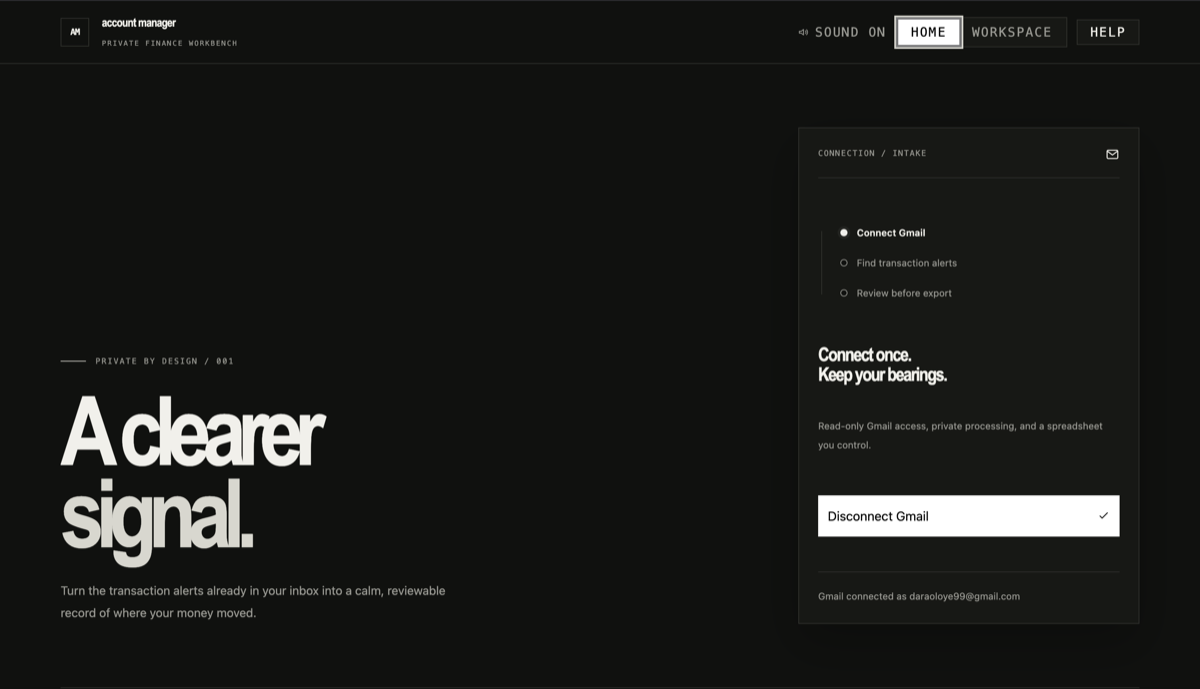 AM
account manager
PRIVATE FINANCE WORKBENCH
SOUND ON
HOME
WORKSPACE
HELP
PRIVATE BY DESIGN / 001
A clearer
signal.
Turn the transaction alerts already in your inbox into a calm, reviewable
record of where your money moved.
CONNECTION / INTAKE
Connect Gmail
Find transaction alerts
Review before export
Connect once.
Keep your bearings.
Read-only Gmail access, private processing, and a spreadsheet
you control.
Disconnect Gmail
Gmail connected as daraoloye99@gmail.com